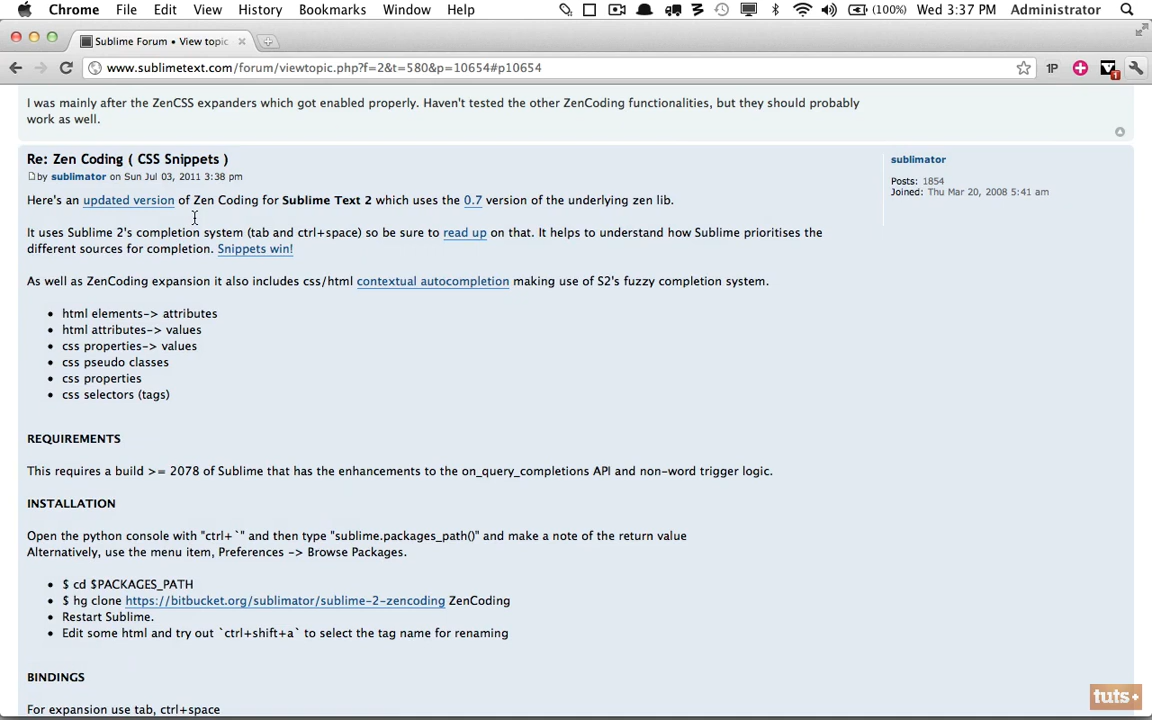 Chrome File Edit View History Bookmarks Window Help (100%) Wed 3:37 PM Administrator
Sublime Forum • View topic
www.sublimetext.com/forum/viewtopic.php?f=2&t=580&p=10654#p10654 1P 1
I was mainly after the ZenCSS expanders which got enabled properly. Haven't tested the other ZenCoding functionalities, but they should probably
work as well.
Re: Zen Coding ( CSS Snippets )
by sublimator on Sun Jul 03, 2011 3:38 pm
sublimator
Posts: 1854
Joined: Thu Mar 20, 2008 5:41 am
Here's an updated version of Zen Coding for Sublime Text 2 which uses the 0.7 version of the underlying zen lib.
It uses Sublime 2's completion system (tab and ctrl+space) so be sure to read up on that. It helps to understand how Sublime prioritises the
different sources for completion. Snippets win!
As well as ZenCoding expansion it also includes css/html contextual autocompletion making use of S2's fuzzy completion system.
• html elements-> attributes
• html attributes-> values
• css properties-> values
• css pseudo classes
• css properties
• css selectors (tags)
REQUIREMENTS
This requires a build >= 2078 of Sublime that has the enhancements to the on_query_completions API and non-word trigger logic.
INSTALLATION
Open the python console with "ctrl+`" and then type "sublime.packages_path()" and make a note of the return value
Alternatively, use the menu item, Preferences -> Browse Packages.
• $ cd $PACKAGES_PATH
• $ hg clone https://bitbucket.org/sublimator/sublime-2-zencoding ZenCoding
• Restart Sublime.
• Edit some html and try out `ctrl+shift+a` to select the tag name for renaming
BINDINGS
For expansion use tab, ctrl+space
tuts+